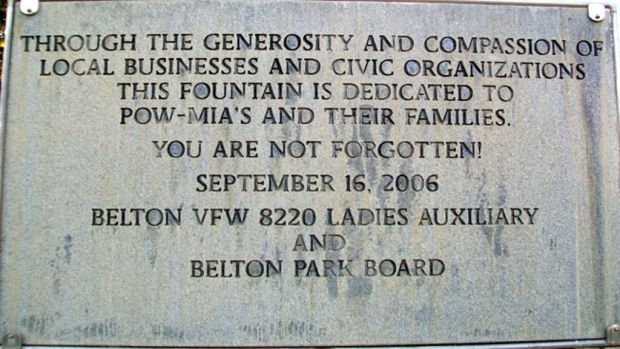 THROUGH THE GENEROSITY AND COMPASSION OF
LOCAL BUSINESSES AND CIVIC ORGANIZATIONS
THIS FOUNTAIN IS DEDICATED TO
POW-MIA'S AND THEIR FAMILIES.
YOU ARE NOT FORGOTTEN!
SEPTEMBER 16, 2006
BELTON VFW 8220 LADIES AUXILIARY
AND
BELTON PARK BOARD